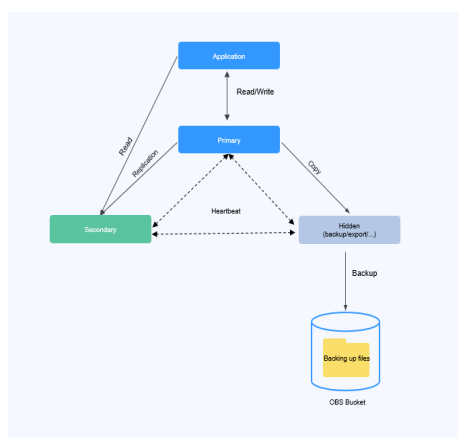 Application
Read/Write
Primary
Read
Replication
Copy
Heartbeat
Secondary
Hidden
(backup/export/...)
Backup
Backing up files
OBS Bucket